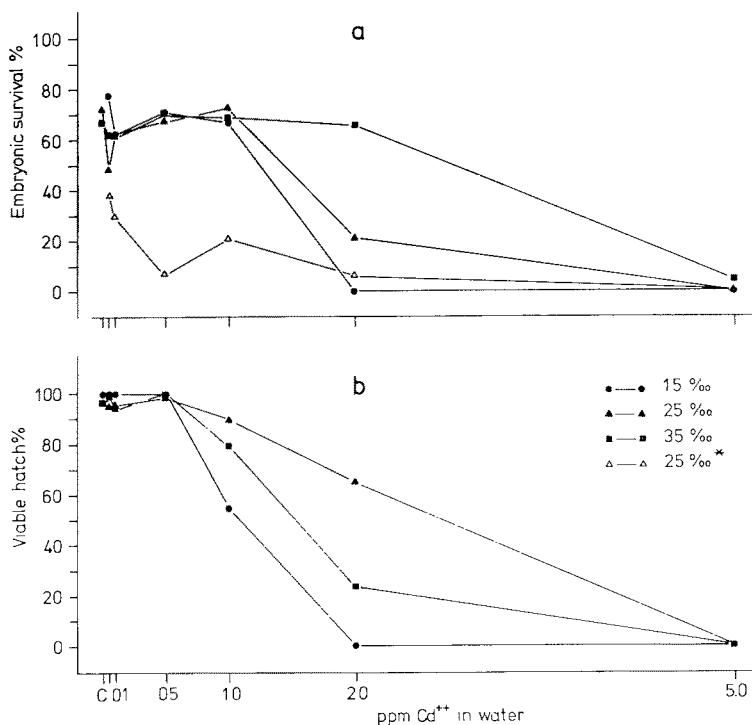 a
Embryonic survival %
100
80
60
40
20
0
b
Viable hatch%
100
80
60
40
20
0
15 ‰
25 ‰
35 ‰
25 ‰*
C 01 05 10 20 5.0
ppm Cd++ in water